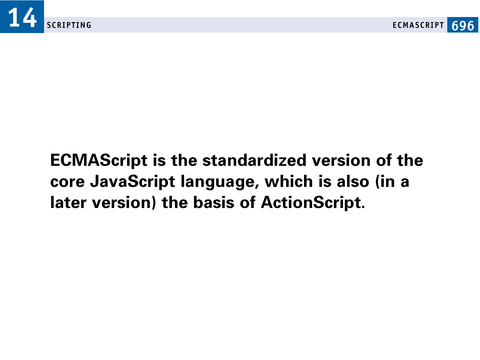 14 SCRIPTING ECMASCRIPT 696
ECMAScript is the standardized version of the
core JavaScript language, which is also (in a
later version) the basis of ActionScript.